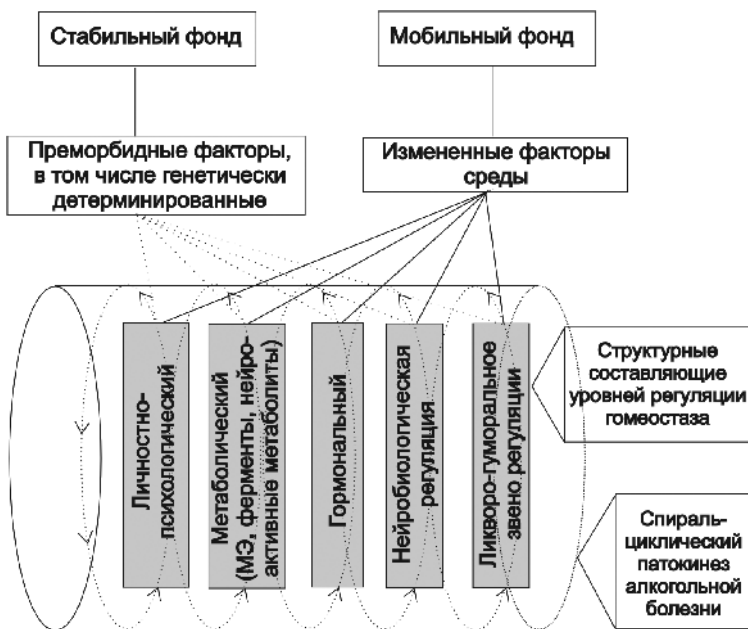 Стабильный фонд
Мобильный фонд
Преморбидные факторы,
в том числе генетически
детерминированные
Измененные факторы
среды
Личностно-
психологический
Метаболический
(МЭ, ферменты, нейро-
активные метаболиты)
Гормональный
Нейробиологическая
регуляция
Ликворо-гуморальное
звено регуляции
Структурные
составляющие
уровней регуляции
гомеостаза
Спираль-
циклический
патокинез
алкогольной
болезни